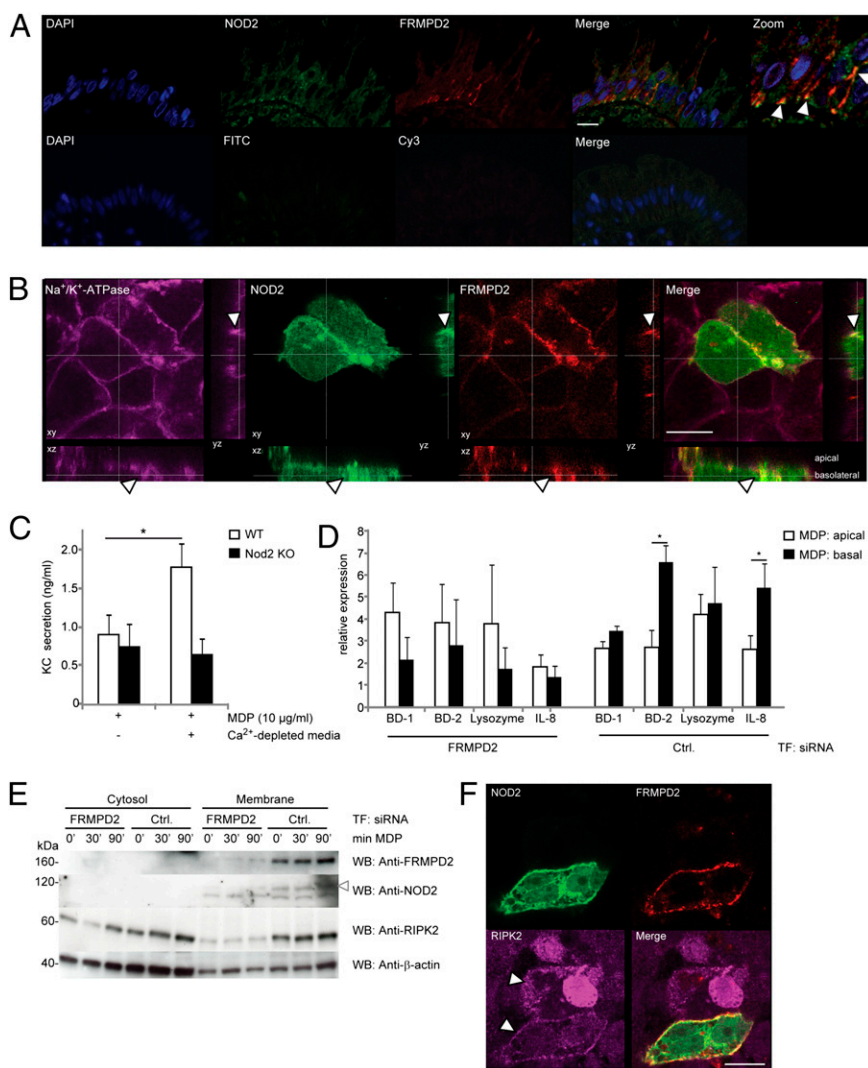 A
DAPI NOD2 FRMPD2 Merge Zoom
DAPI FITC Cy3 Merge
B
Na⁺/K⁺-ATPase NOD2 FRMPD2 Merge
xy xy
yz yz
xz xz apical
basolateral
C
*
WT
Nod2 KO
KC secretion (ng/ml)
2.0
1.5
1.0
0.5
0
+ + MDP (10 µg/ml)
- + Ca²⁺-depleted media
D
MDP: apical
MDP: basal
* *
relative expression
8
7
6
5
4
3
2
1
0
BD-1 BD-2 Lysozyme IL-8 BD-1 BD-2 Lysozyme IL-8
FRMPD2 Ctrl. TF: siRNA
E
Cytosol Membrane
FRMPD2 Ctrl. FRMPD2 Ctrl. TF: siRNA
0' 30' 90' 0' 30' 90' 0' 30' 90' 0' 30' 90' min MDP
kDa
160- WB: Anti-FRMPD2
120- WB: Anti-NOD2
60- WB: Anti-RIPK2
40- WB: Anti-β-actin
F
NOD2 FRMPD2
RIPK2 Merge